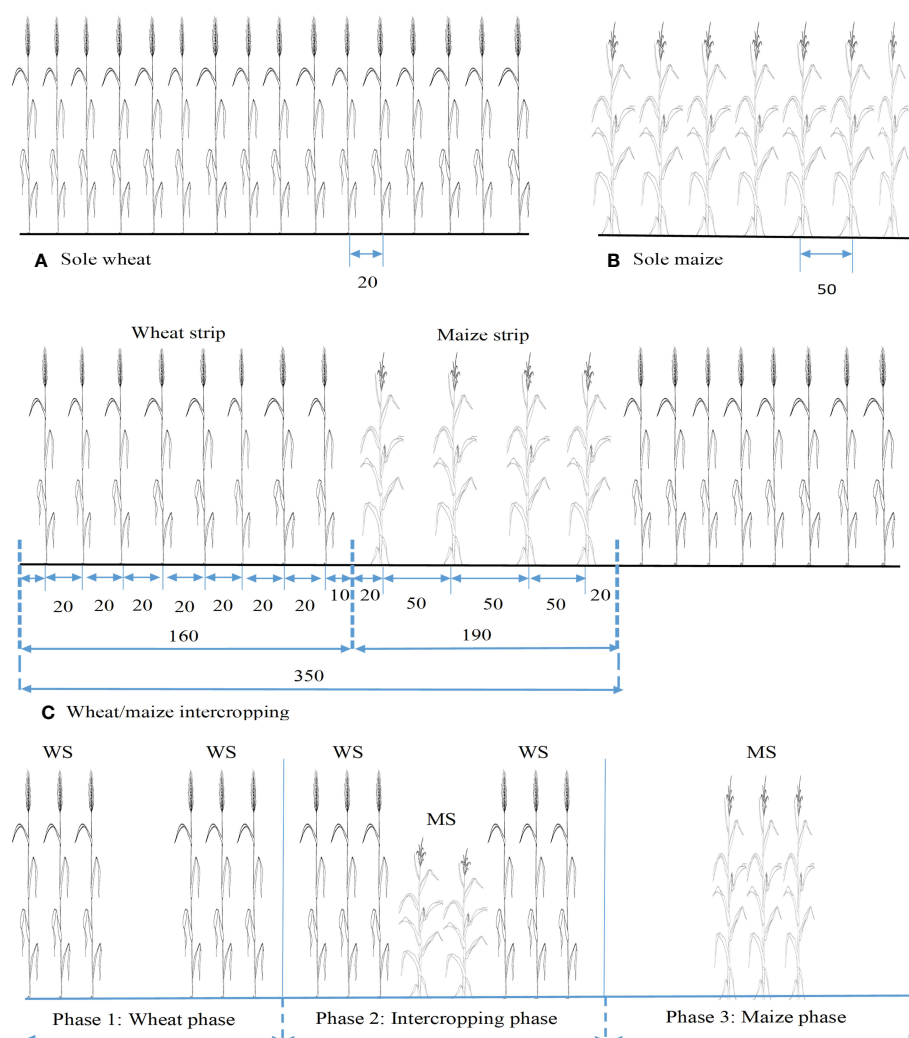 20
A Sole wheat
50
B Sole maize
Wheat strip
Maize strip
20 20 20 20 20 20 20 10 20 50 50 50 20
160
190
350
C Wheat/maize intercropping
WS WS WS WS MS
MS
Phase 1: Wheat phase
Phase 2: Intercropping phase
Phase 3: Maize phase